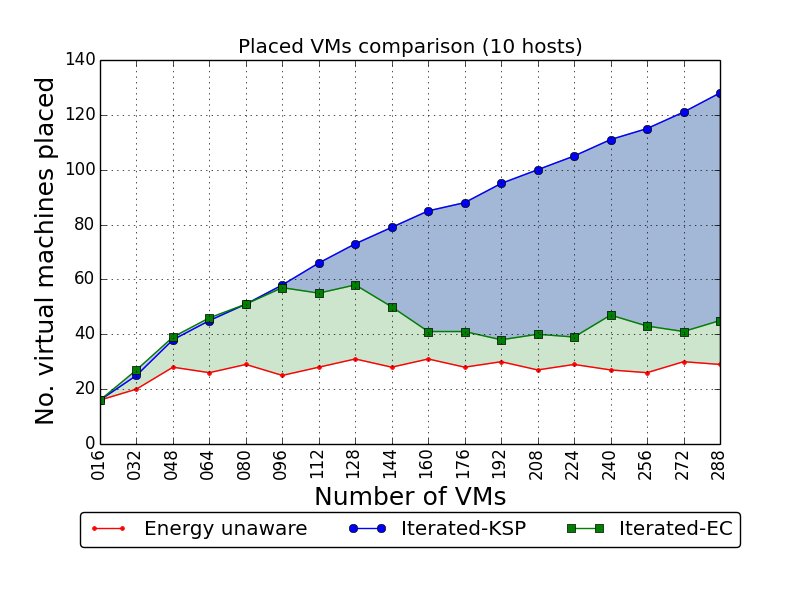 Placed VMs comparison (10 hosts)
140
120
100
80
60
40
20
0
No. virtual machines placed
016 032 048 064 080 096 112 128 144 160 176 192 208 224 240 256 272 288
Number of VMs
Energy unaware Iterated-KSP Iterated-EC